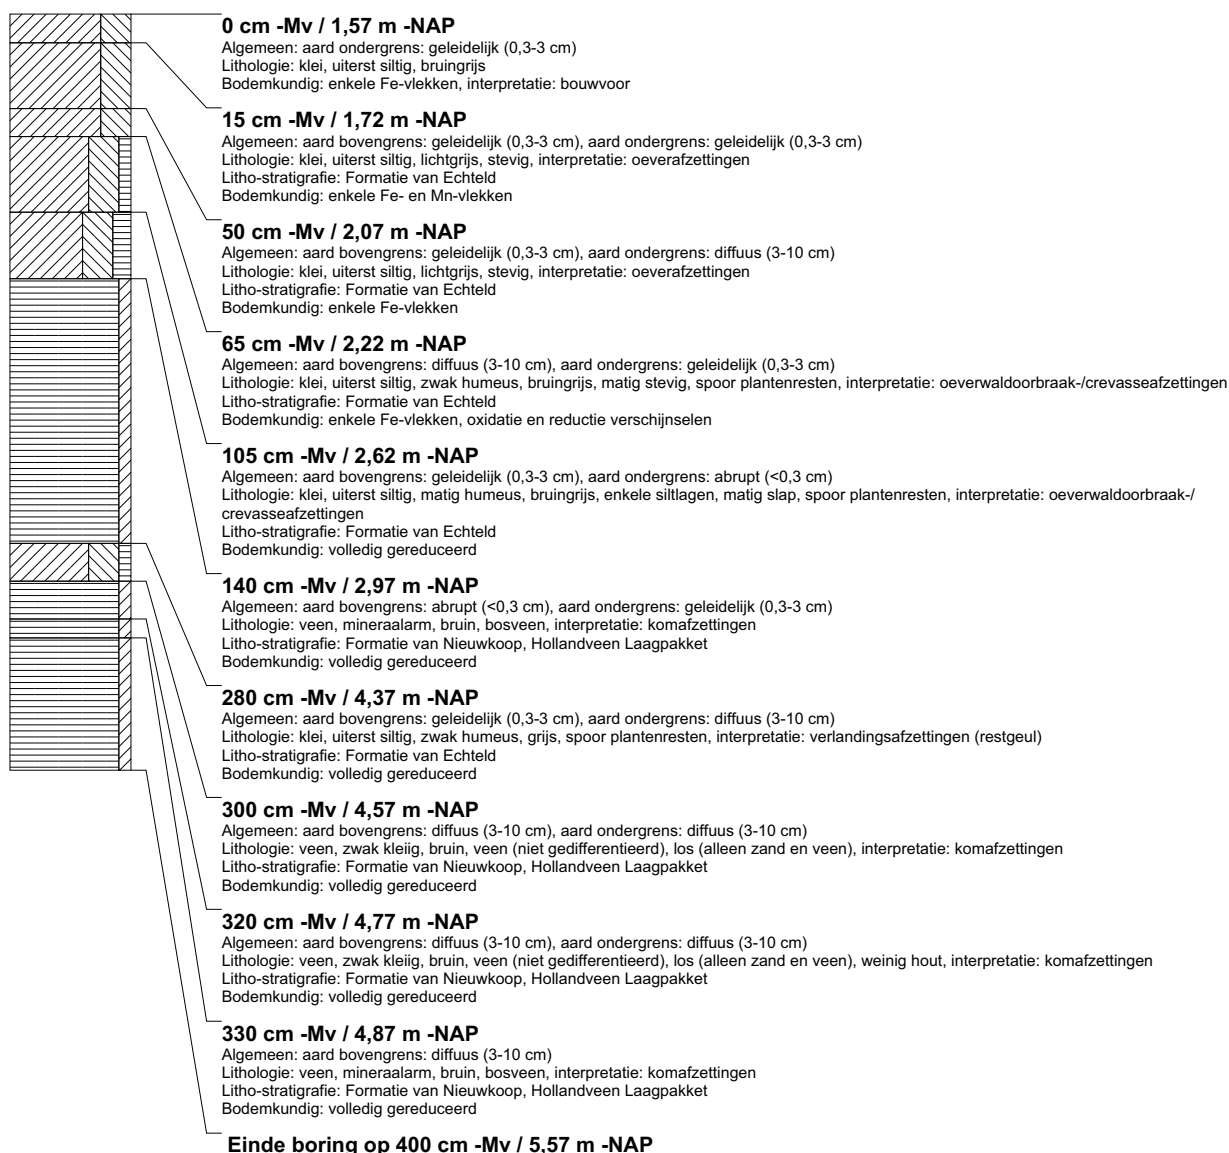 0 cm -Mv / 1,57 m -NAP
Algemeen: aard ondergrens: geleidelijk (0,3-3 cm)
Lithologie: klei, uiterst siltig, bruingrijs
Bodemkundig: enkele Fe-vlekken, interpretatie: bouwvoor
15 cm -Mv / 1,72 m -NAP
Algemeen: aard bovengrens: geleidelijk (0,3-3 cm), aard ondergrens: geleidelijk (0,3-3 cm)
Lithologie: klei, uiterst siltig, lichtgrijs, stevig, interpretatie: oeverafzettingen
Litho-stratigrafie: Formatie van Echteld
Bodemkundig: enkele Fe- en Mn-vlekken
50 cm -Mv / 2,07 m -NAP
Algemeen: aard bovengrens: geleidelijk (0,3-3 cm), aard ondergrens: diffuus (3-10 cm)
Lithologie: klei, uiterst siltig, lichtgrijs, stevig, interpretatie: oeverafzettingen
Litho-stratigrafie: Formatie van Echteld
Bodemkundig: enkele Fe-vlekken
65 cm -Mv / 2,22 m -NAP
Algemeen: aard bovengrens: diffuus (3-10 cm), aard ondergrens: geleidelijk (0,3-3 cm)
Lithologie: klei, uiterst siltig, zwak humeus, bruingrijs, matig stevig, spoor plantenresten, interpretatie: oeverwaldoorbraak-/crevasseafzettingen
Litho-stratigrafie: Formatie van Echteld
Bodemkundig: enkele Fe-vlekken, oxidatie en reductie verschijnselen
105 cm -Mv / 2,62 m -NAP
Algemeen: aard bovengrens: geleidelijk (0,3-3 cm), aard ondergrens: abrupt (<0,3 cm)
Lithologie: klei, uiterst siltig, matig humeus, bruingrijs, enkele siltlagen, matig slap, spoor plantenresten, interpretatie: oeverwaldoorbraak-/
crevasseafzettingen
Litho-stratigrafie: Formatie van Echteld
Bodemkundig: volledig gereduceerd
140 cm -Mv / 2,97 m -NAP
Algemeen: aard bovengrens: abrupt (<0,3 cm), aard ondergrens: geleidelijk (0,3-3 cm)
Lithologie: veen, mineraalarm, bruin, bosveen, interpretatie: komafzettingen
Litho-stratigrafie: Formatie van Nieuwkoop, Hollandveen Laagpakket
Bodemkundig: volledig gereduceerd
280 cm -Mv / 4,37 m -NAP
Algemeen: aard bovengrens: geleidelijk (0,3-3 cm), aard ondergrens: diffuus (3-10 cm)
Lithologie: klei, uiterst siltig, zwak humeus, grijs, spoor plantenresten, interpretatie: verlandingsafzettingen (restgeul)
Litho-stratigrafie: Formatie van Echteld
Bodemkundig: volledig gereduceerd
300 cm -Mv / 4,57 m -NAP
Algemeen: aard bovengrens: diffuus (3-10 cm), aard ondergrens: diffuus (3-10 cm)
Lithologie: veen, zwak kleiig, bruin, veen (niet gedifferentieerd), los (alleen zand en veen), interpretatie: komafzettingen
Litho-stratigrafie: Formatie van Nieuwkoop, Hollandveen Laagpakket
Bodemkundig: volledig gereduceerd
320 cm -Mv / 4,77 m -NAP
Algemeen: aard bovengrens: diffuus (3-10 cm), aard ondergrens: diffuus (3-10 cm)
Lithologie: veen, zwak kleiig, bruin, veen (niet gedifferentieerd), los (alleen zand en veen), weinig hout, interpretatie: komafzettingen
Litho-stratigrafie: Formatie van Nieuwkoop, Hollandveen Laagpakket
Bodemkundig: volledig gereduceerd
330 cm -Mv / 4,87 m -NAP
Algemeen: aard bovengrens: diffuus (3-10 cm)
Lithologie: veen, mineraalarm, bruin, bosveen, interpretatie: komafzettingen
Litho-stratigrafie: Formatie van Nieuwkoop, Hollandveen Laagpakket
Bodemkundig: volledig gereduceerd
Einde boring op 400 cm -Mv / 5,57 m -NAP